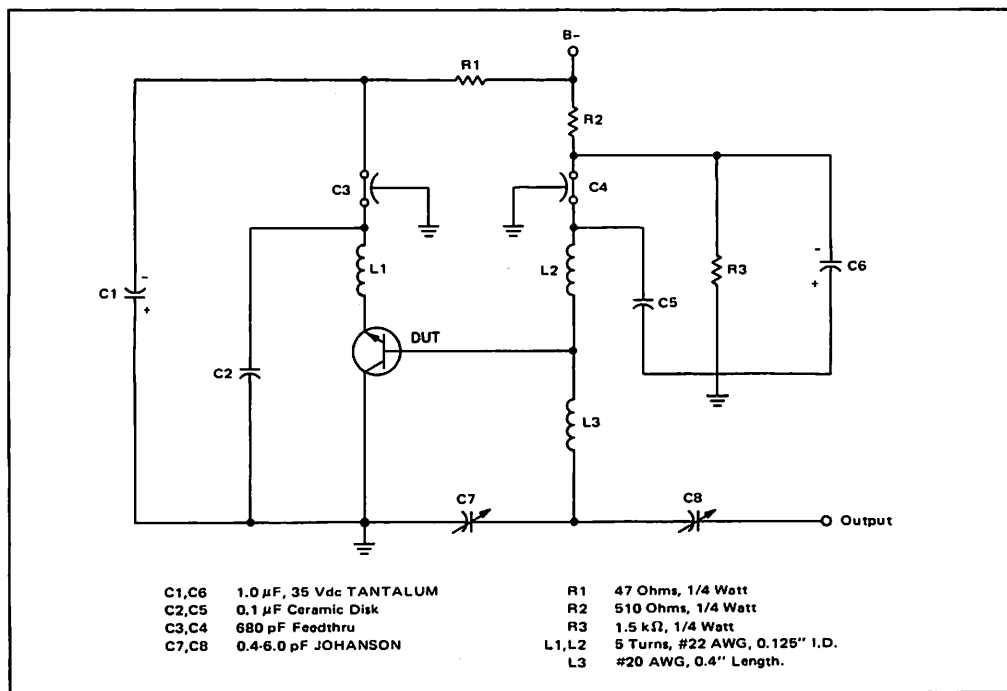 B-
R1
R2
C3
C4
L1
L2
R3
-
C6
+
-
C1
+
C5
DUT
C2
L3
C7
C8
Output
C1,C6 1.0 µF, 35 Vdc TANTALUM
C2,C5 0.1 µF Ceramic Disk
C3,C4 680 pF Feedthru
C7,C8 0.4-6.0 pF JOHANSON
R1 47 Ohms, 1/4 Watt
R2 510 Ohms, 1/4 Watt
R3 1.5 kΩ, 1/4 Watt
L1,L2 5 Turns, #22 AWG, 0.125" I.D.
L3 #20 AWG, 0.4" Length.